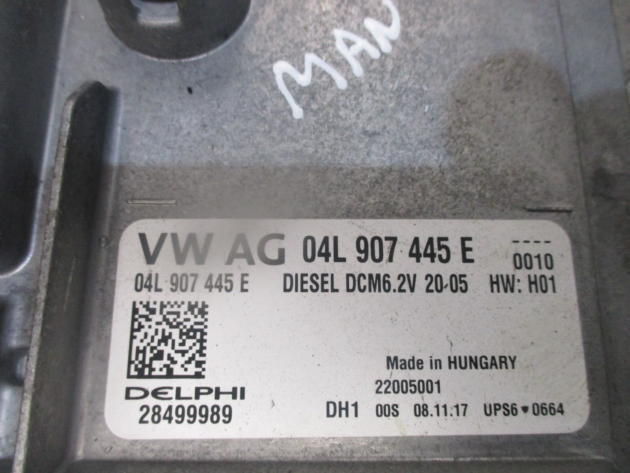 MAN
VW AG 04L 907 445 E ----
0010
04L 907 445 E DIESEL DCM6.2V 20-05 HW: H01
Made in HUNGARY
22005001
DELPHI
28499989 DH1 00S 08.11.17 UPS6♥0664